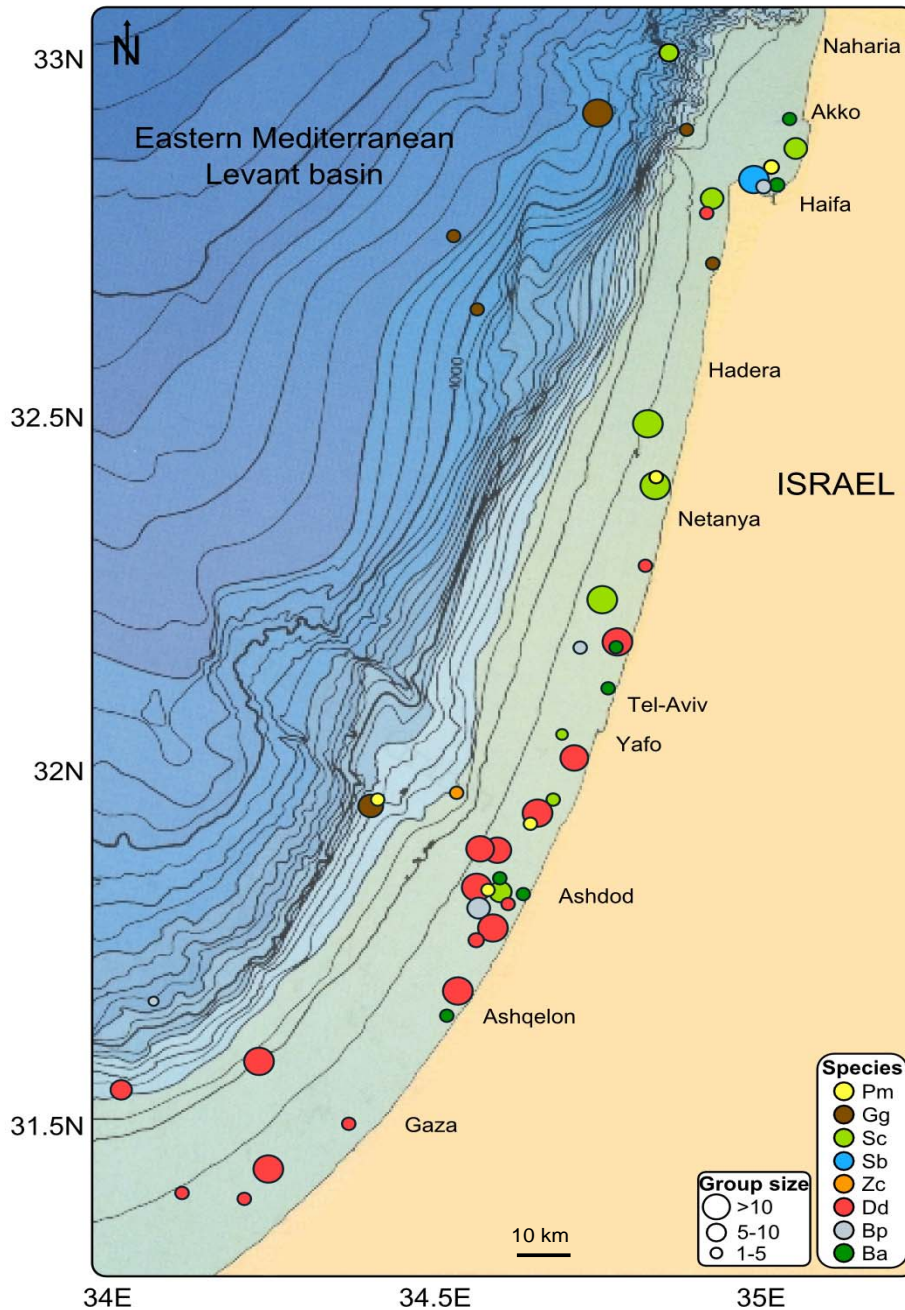 N
33N
Naharia
Eastern Mediterranean
Levant basin
Akko
Haifa
Hadera
1000
32.5N
ISRAEL
Netanya
Tel-Aviv
Yafo
32N
Ashdod
Ashqelon
31.5N
Gaza
Species
Pm
Gg
Sc
Sb
Zc
Dd
Bp
Ba
Group size
>10
5-10
1-5
10 km
34E
34.5E
35E